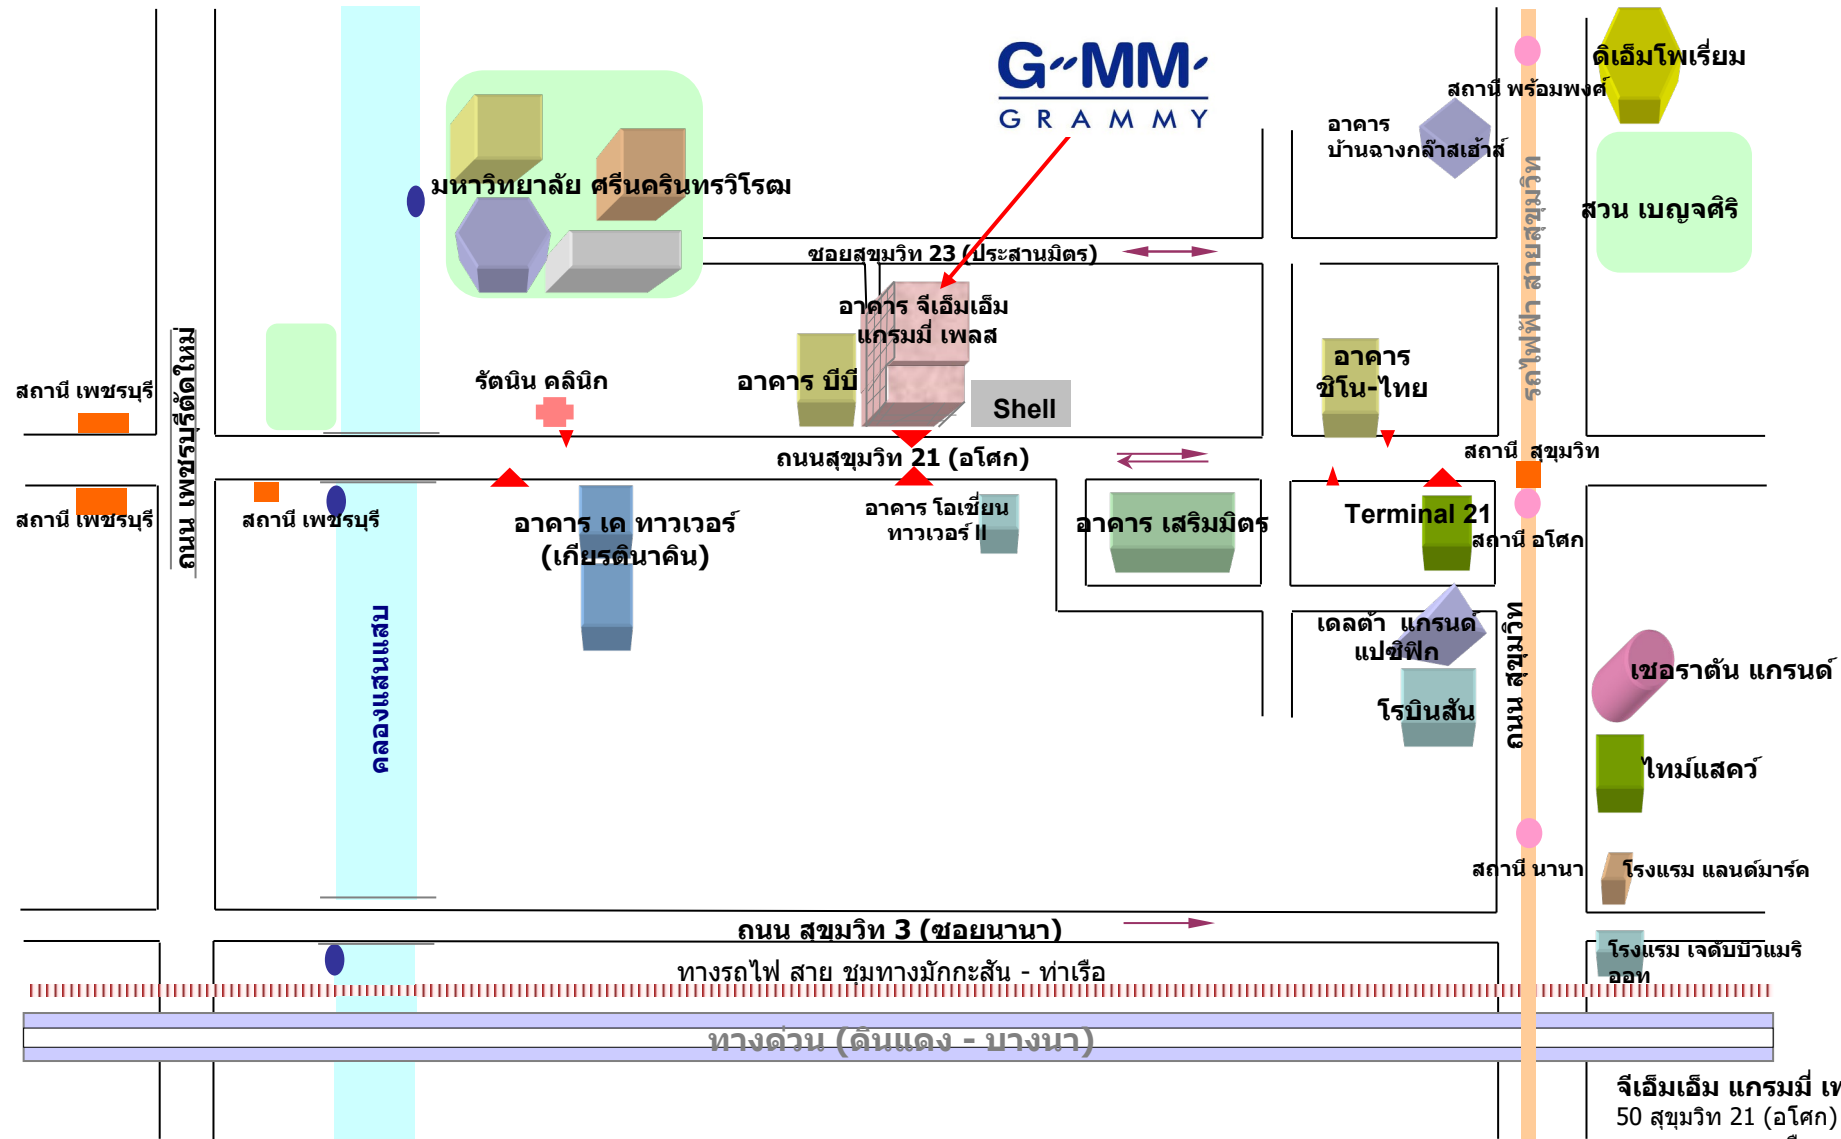 G MM
GRAMMY
ดิเอ็มโพเรี่ยม
สถานี พร้อมพงศ์
อาคาร
บ้านฉางกล๊าสเฮ้าส์
มหาวิทยาลัย ศรีนครินทรวิโรฒ
รถไฟฟ้า สายสุขุมวิท
สวน เบญจศิริ
ซอยสุขุมวิท 23 (ประสานมิตร)
อาคาร จีเอ็มเอ็ม
แกรมมี่ เพลส
ถนน เพชรบุรีตัดใหม่
สถานี เพชรบุรี
รัตนิน คลินิก
อาคาร บีบี
Shell
อาคาร
ซิโน-ไทย
ถนนสุขุมวิท 21 (อโศก)
สถานี สุขุมวิท
สถานี เพชรบุรี
สถานี เพชรบุรี
อาคาร เค ทาวเวอร์
(เกียรตินาคิน)
อาคาร โอเชี่ยน
ทาวเวอร์ II
อาคาร เสริมมิตร
Terminal 21
สถานี อโศก
คลองแสนแสบ
เดลต้า แกรนด์
แปซิฟิก
ถนน สุขุมวิท
เชอราตัน แกรนด์
โรบินสัน
ไทม์แสควร์
สถานี นานา
โรงแรม แลนด์มาร์ค
ถนน สุขุมวิท 3 (ซอยนานา)
โรงแรม เจดับบิวแมริ
ออท
ทางรถไฟ สาย ชุมทางมักกะสัน - ท่าเรือ
ทางด่วน (ดินแดง - บางนา)
จีเอ็มเอ็ม แกรมมี่
50 สุขุมวิท 21 (อโศก)